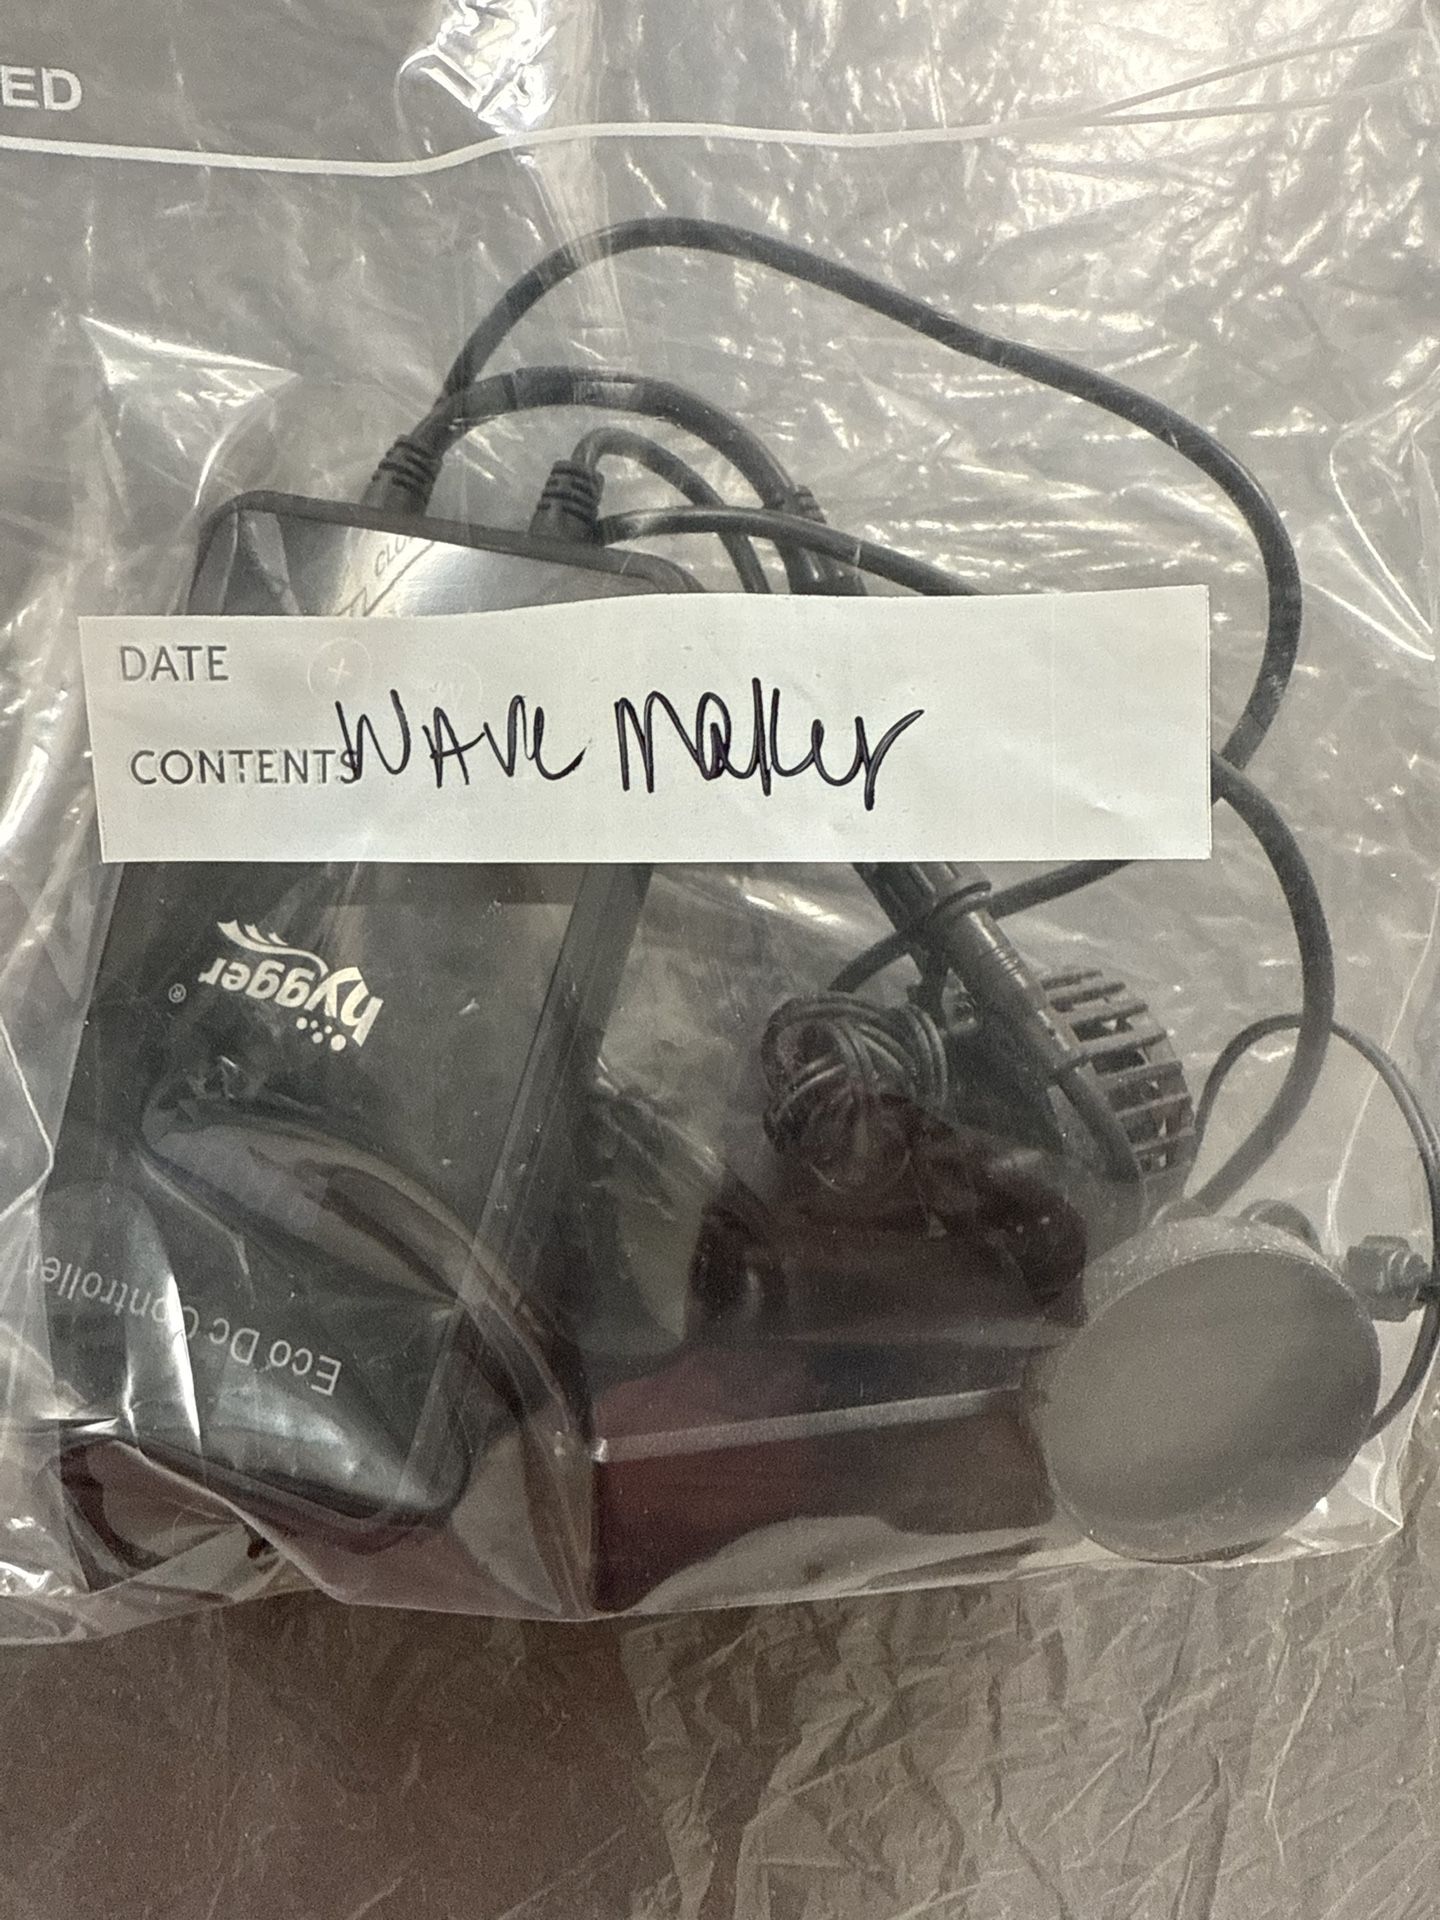 ED
DATE
CONTENTS WAVE Maker
hygger®
Eco Dc Controller